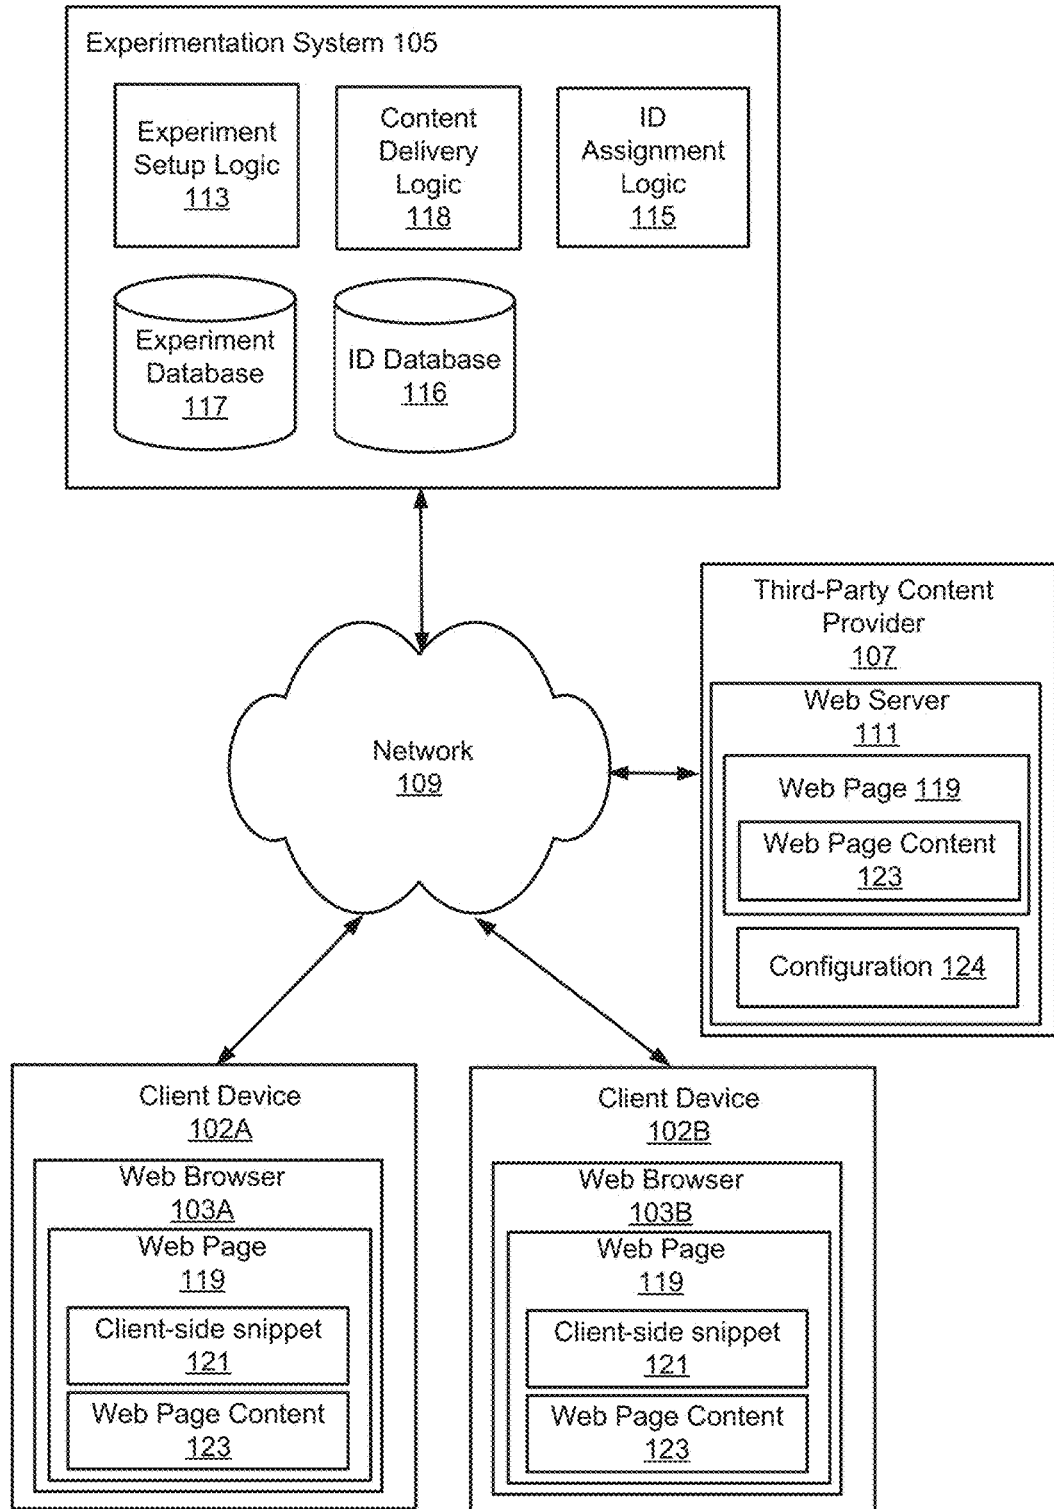 Experimentation System 105
Experiment
Setup Logic
113
Content
Delivery
Logic
118
ID
Assignment
Logic
115
Experiment
Database
117
ID Database
116
Third-Party Content
Provider
107
Web Server
111
Web Page 119
Web Page Content
123
Configuration 124
Network
109
Client Device
102A
Web Browser
103A
Web Page
119
Client-side snippet
121
Web Page Content
123
Client Device
102B
Web Browser
103B
Web Page
119
Client-side snippet
121
Web Page Content
123